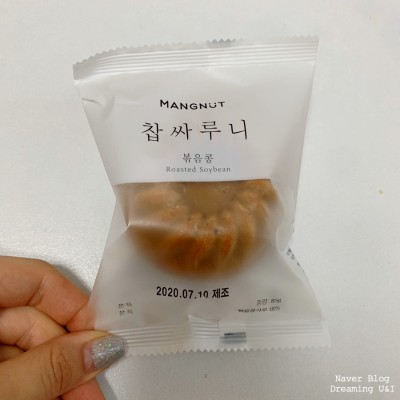 MANGNUT
찹싸루니
볶음콩
Roasted Soybean
2020.07.10 제조
Naver Blog
Dreaming U&I